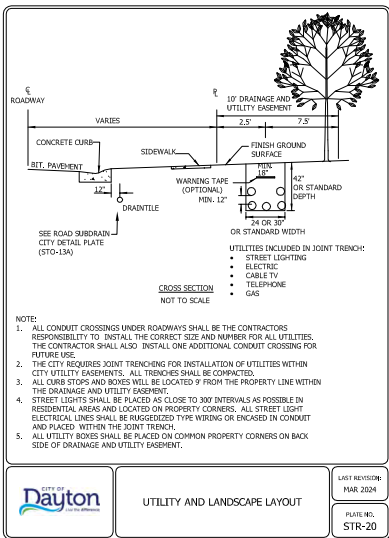 ℄
ROADWAY
℄
10' DRAINAGE AND
UTILITY EASEMENT
VARIES
2.5'
7.5'
CONCRETE CURB
SIDEWALK
FINISH GROUND
SURFACE
BIT. PAVEMENT
MIN.
18"
WARNING TAPE
(OPTIONAL)
MIN. 12"
42"
OR STANDARD
DEPTH
12"
DRAINTILE
24 OR 30"
OR STANDARD WIDTH
SEE ROAD SUBDRAIN
CITY DETAIL PLATE
(STO-13A)
UTILITIES INCLUDED IN JOINT TRENCH:
• STREET LIGHTING
• ELECTRIC
• CABLE TV
• TELEPHONE
• GAS
CROSS SECTION
NOT TO SCALE
NOTE:
1. ALL CONDUIT CROSSINGS UNDER ROADWAYS SHALL BE THE CONTRACTORS
RESPONSIBILITY TO INSTALL THE CORRECT SIZE AND NUMBER FOR ALL UTILITIES.
THE CONTRACTOR SHALL ALSO INSTALL ONE ADDITIONAL CONDUIT CROSSING FOR
FUTURE USE.
2. THE CITY REQUIRES JOINT TRENCHING FOR INSTALLATION OF UTILITIES WITHIN
CITY UTILITY EASEMENTS. ALL TRENCHES SHALL BE COMPACTED.
3. ALL CURB STOPS AND BOXES WILL BE LOCATED 9' FROM THE PROPERTY LINE WITHIN
THE DRAINAGE AND UTILITY EASEMENT.
4. STREET LIGHTS SHALL BE PLACED AS CLOSE TO 300' INTERVALS AS POSSIBLE IN
RESIDENTIAL AREAS AND LOCATED ON PROPERTY CORNERS. ALL STREET LIGHT
ELECTRICAL LINES SHALL BE RUGGEDIZED TYPE WIRING OR ENCASED IN CONDUIT
AND PLACED WITHIN THE JOINT TRENCH.
5. ALL UTILITY BOXES SHALL BE PLACED ON COMMON PROPERTY CORNERS ON BACK
SIDE OF DRAINAGE AND UTILITY EASEMENT.
CITY OF
Dayton
Live the difference
UTILITY AND LANDSCAPE LAYOUT
LAST REVISION:
MAR 2024
PLATE NO.
STR-20